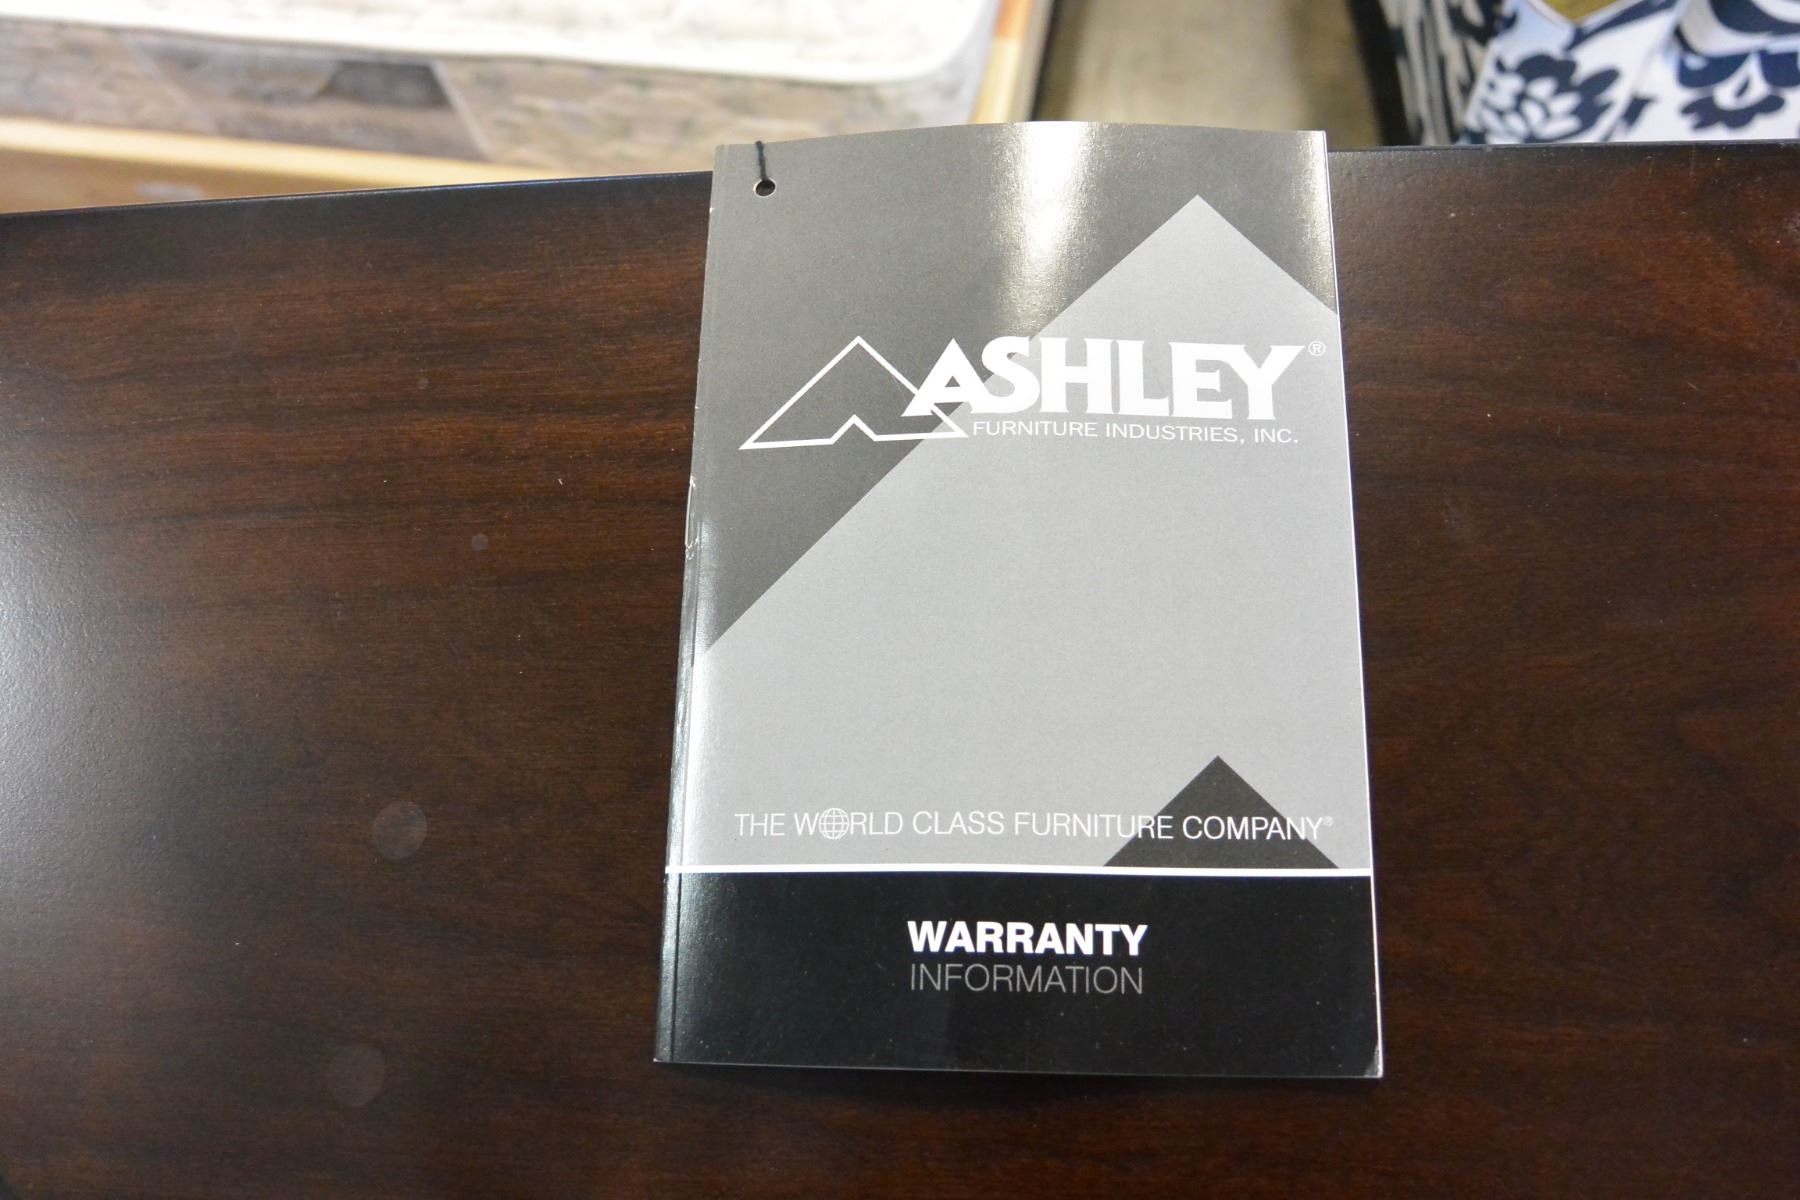 ASHLEY®
FURNITURE INDUSTRIES, INC.
THE WORLD CLASS FURNITURE COMPANY®
WARRANTY
INFORMATION